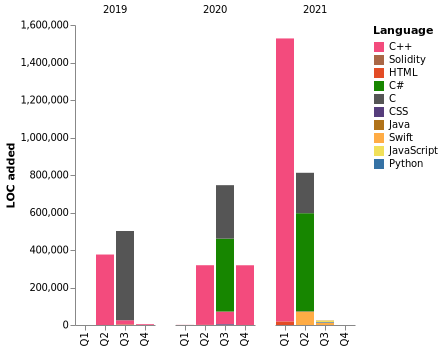 2019 2020 2021
1,600,000
1,400,000
1,200,000
1,000,000
800,000
600,000
400,000
200,000
0
LOC added
Q1 Q2 Q3 Q4 Q1 Q2 Q3 Q4 Q1 Q2 Q3 Q4
Language
C++
Solidity
HTML
C#
C
CSS
Java
Swift
JavaScript
Python